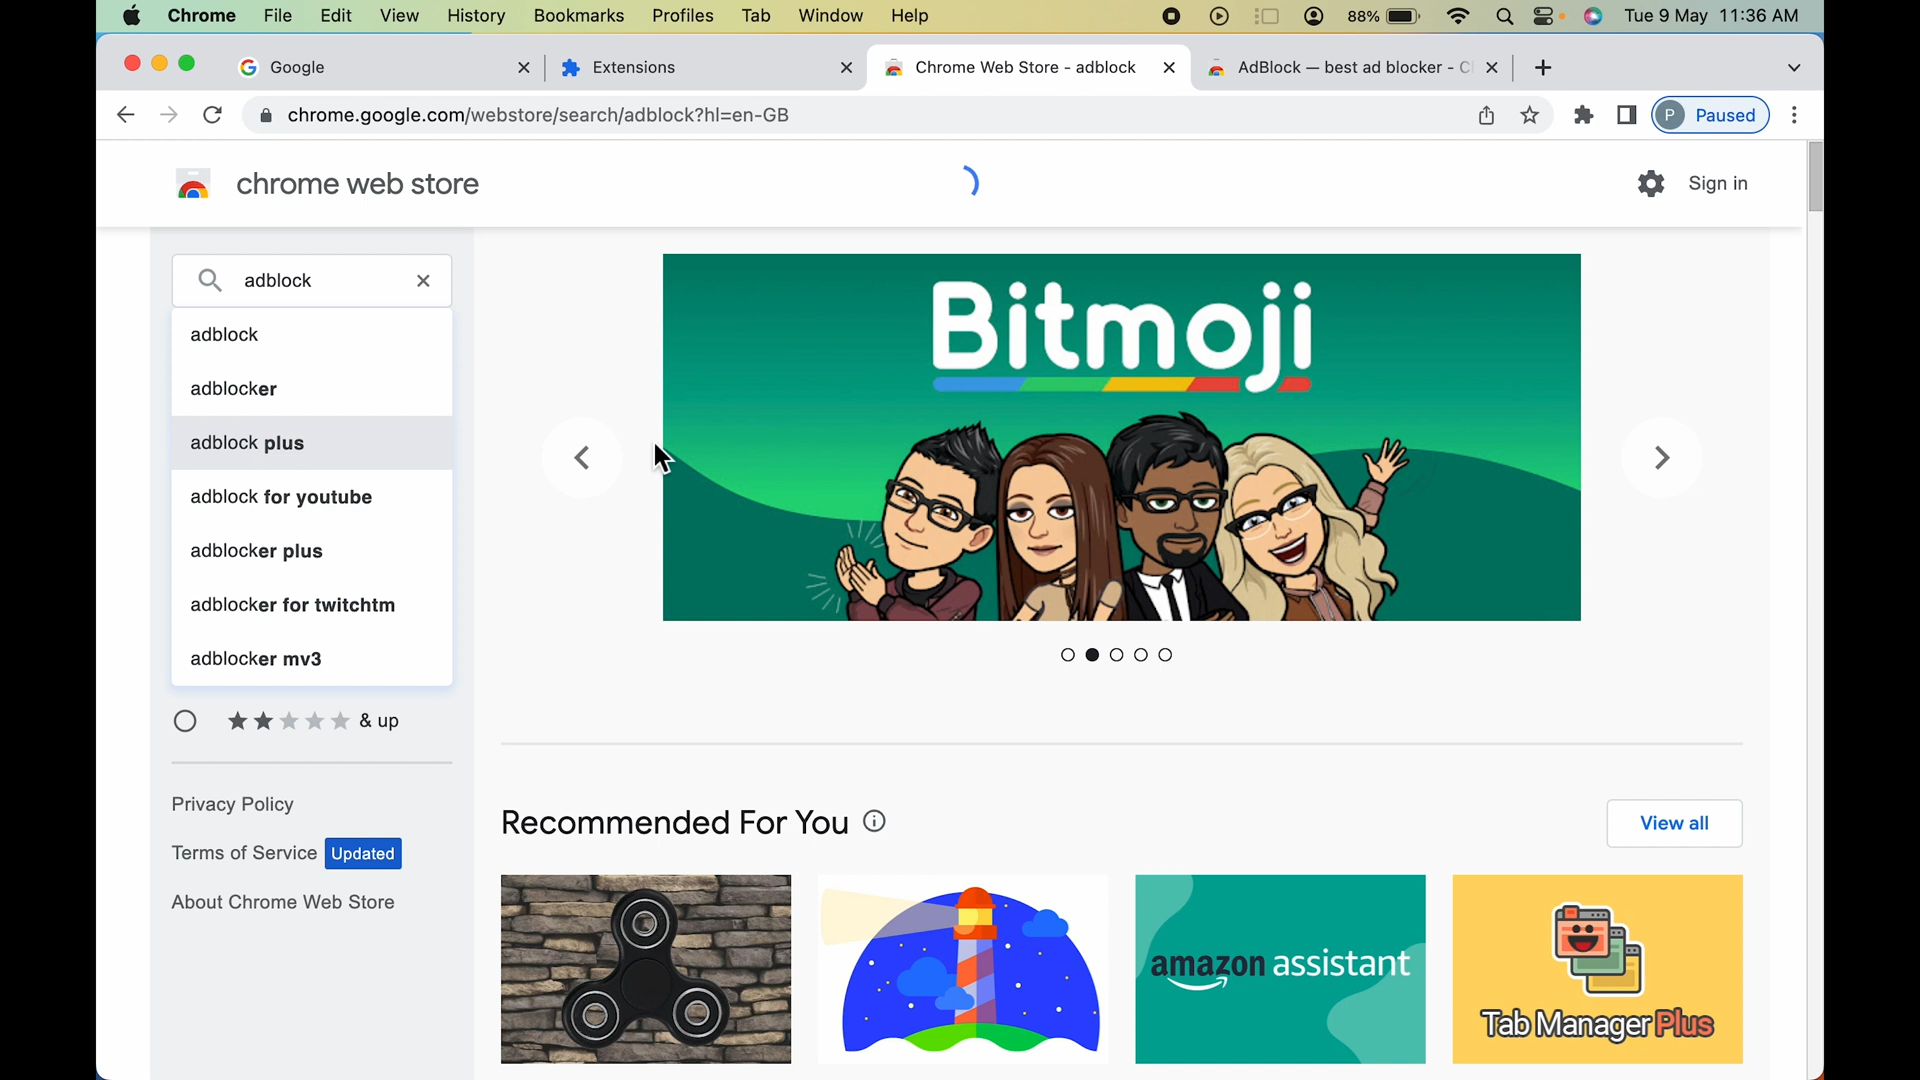 Chrome File Edit View History Bookmarks Profiles Tab Window Help 88% Tue 9 May 11:36 AM
Google Extensions Chrome Web Store - adblock AdBlock — best ad blocker - C
chrome.google.com/webstore/search/adblock?hl=en-GB P Paused
chrome web store Sign in
adblock
adblock
adblocker
adblock plus
adblock for youtube
adblocker plus
adblocker for twitchtm
adblocker mv3
& up
Privacy Policy
Terms of Service Updated
About Chrome Web Store
Bitmoji
Recommended For You View all
amazon assistant
Tab Manager Plus